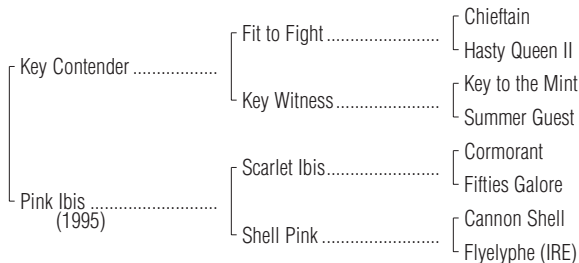 Chieftain
Fit to Fight ......................
Hasty Queen II
Key Contender .................
Key to the Mint
Key Witness .....................
Summer Guest
Cormorant
Scarlet Ibis .......................
Fifties Galore
Pink Ibis .........................
(1995)
Cannon Shell
Shell Pink ........................
Flyelyphe (IRE)